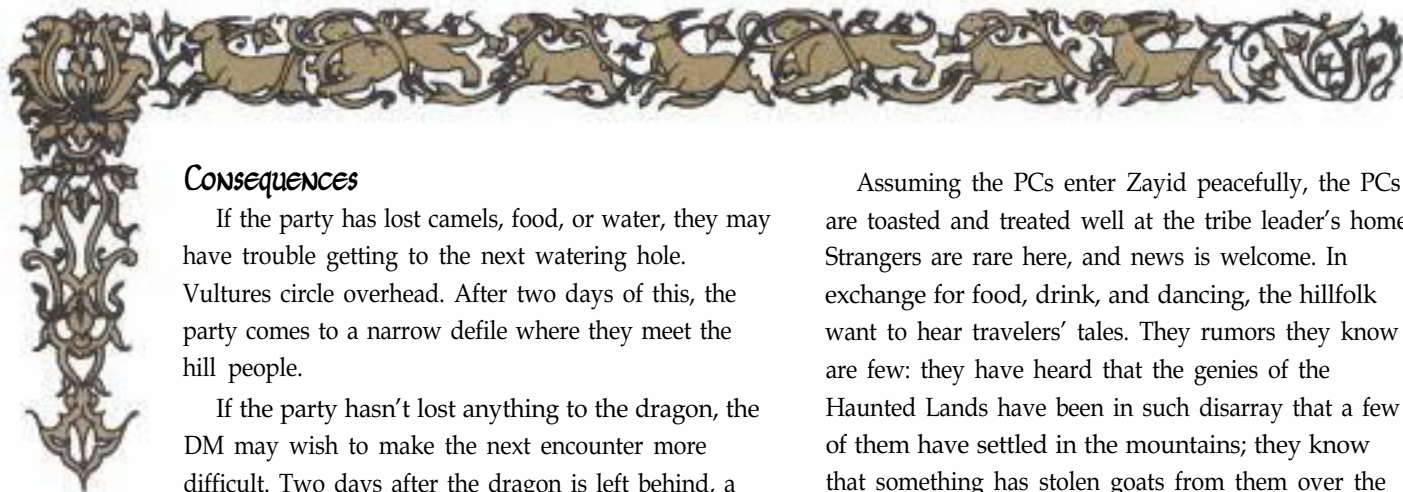 Consequences
If the party has lost camels, food, or water, they may
have trouble getting to the next watering hole.
Vultures circle overhead. After two days of this, the
party comes to a narrow defile where they meet the
hill people.
If the party hasn't lost anything to the dragon, the
DM may wish to make the next encounter more
difficult. Two days after the dragon is left behind, a
Assuming the PCs enter Zayid peacefully, the PCs
are toasted and treated well at the tribe leader's home
Strangers are rare here, and news is welcome. In
exchange for food, drink, and dancing, the hillfolk
want to hear travelers' tales. They rumors they know
are few: they have heard that the genies of the
Haunted Lands have been in such disarray that a few
of them have settled in the mountains; they know
that something has stolen goats from them over the